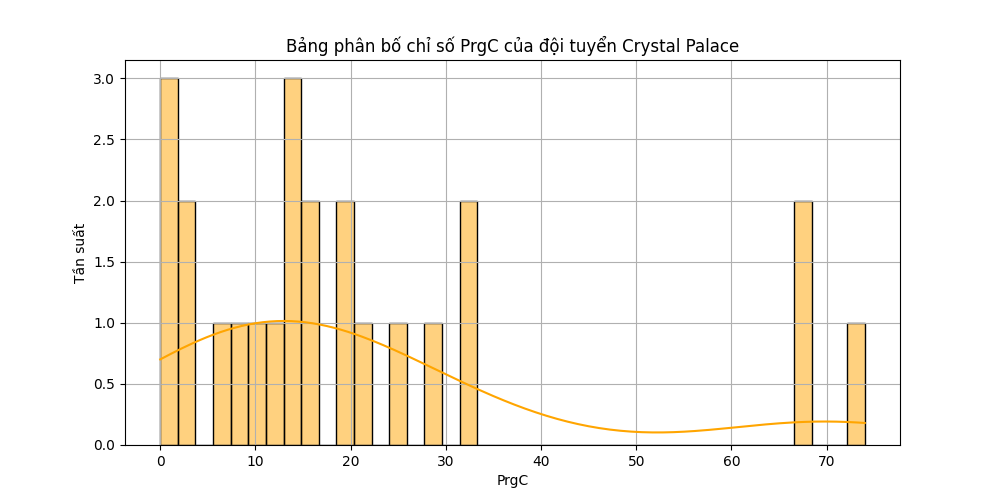 Bảng phân bố chỉ số PrgC của đội tuyển Crystal Palace
3.0
2.5
2.0
1.5
1.0
0.5
0.0
Tần suất
0 10 20 30 40 50 60 70
PrgC